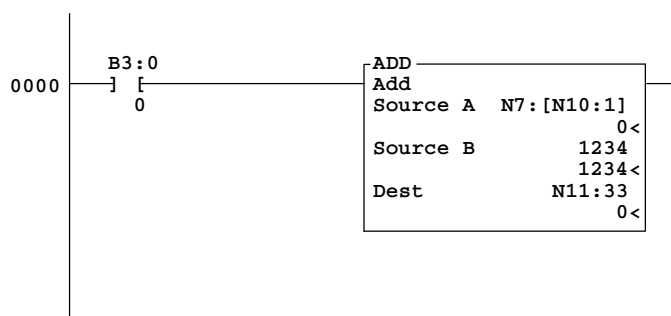 B3:0
ADD
0000
] [
Add
0
Source A N7:[N10:1]
0<
Source B 1234
1234<
Dest N11:33
0<